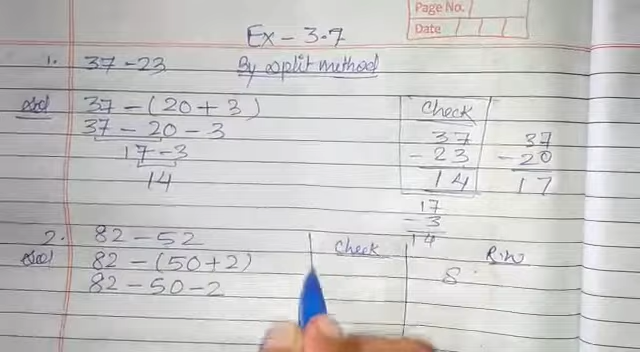 Page No.
Date
Ex - 3.7
1. 37 - 23 By split method
Sol 37 - (20 + 3)
37 - 20 - 3
17 - 3
14
Check
37
- 23
14
37
- 20
17
17
- 3
14
2. 82 - 52
Sol 82 - (50 + 2)
82 - 50 - 2
Check
R.W
8